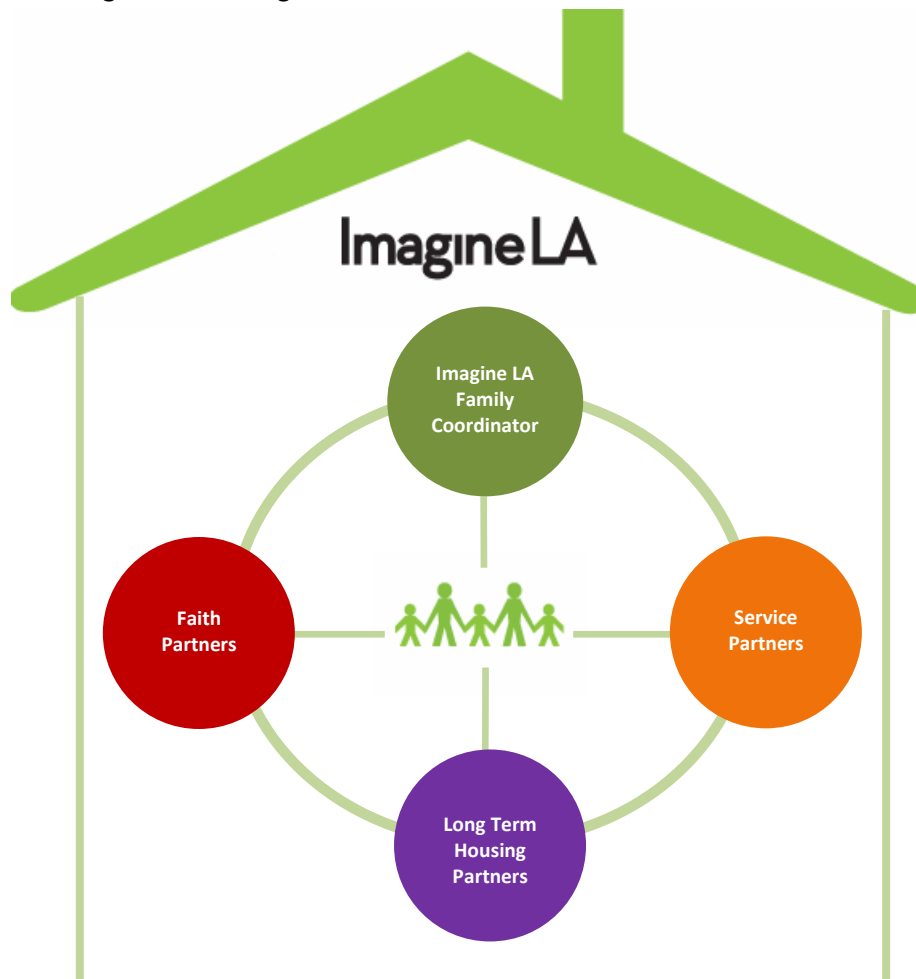 Imagine LA
Imagine LA
Family
Coordinator
Faith
Partners
Service
Partners
Long Term
Housing
Partners